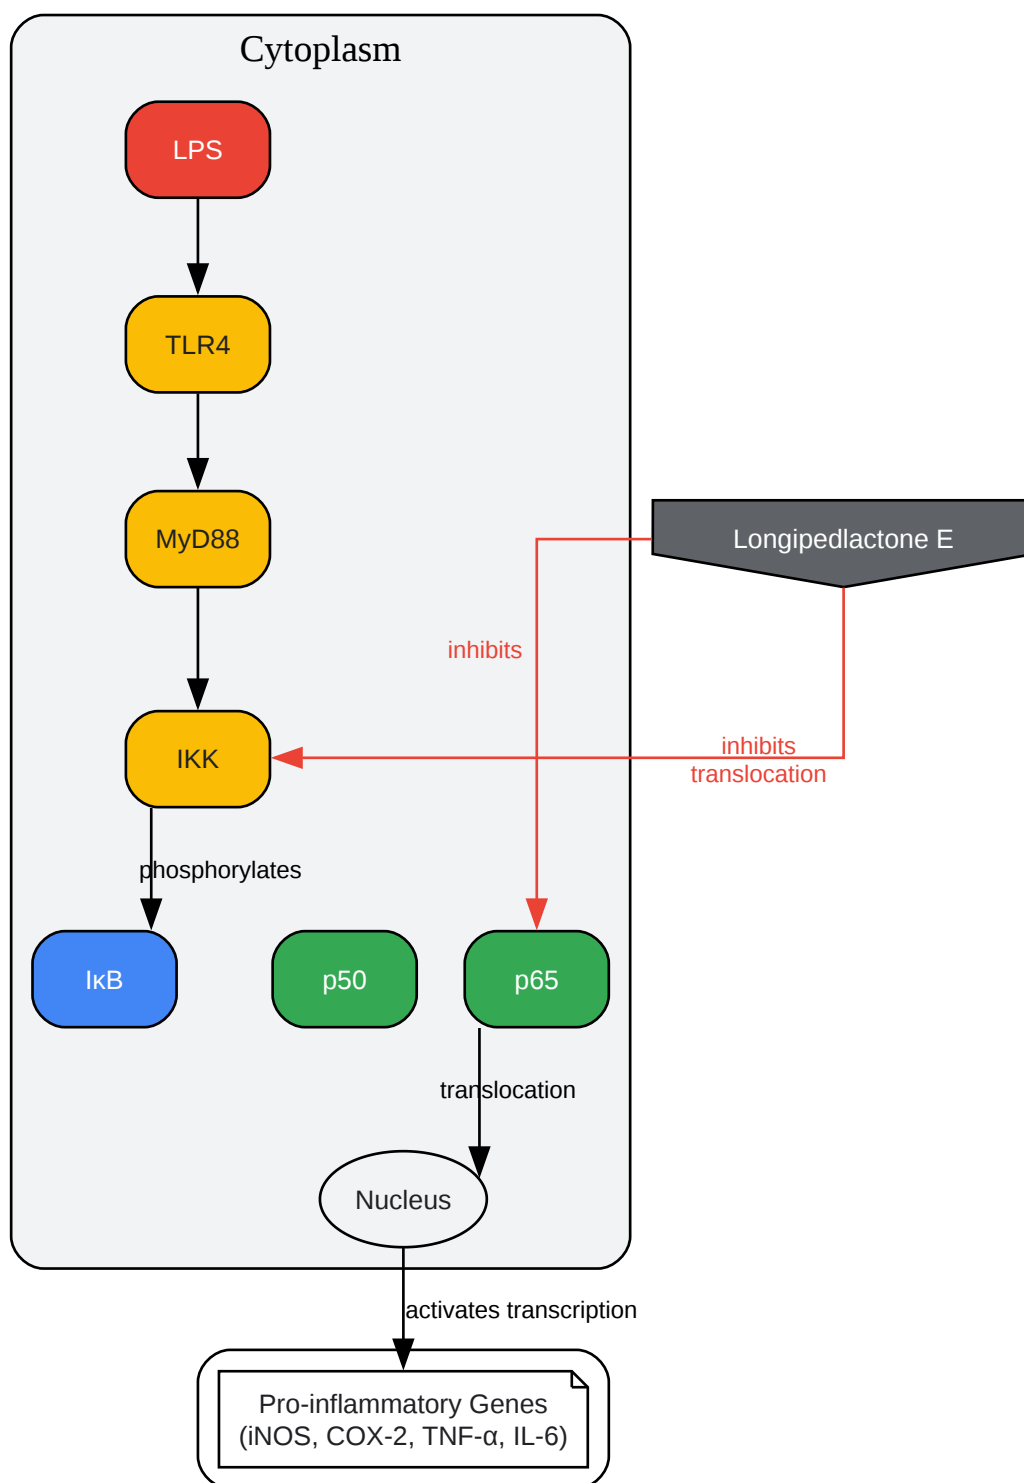 Cytoplasm
LPS
TLR4
MyD88
Longipedlactone E
inhibits
inhibits
translocation
IKK
phosphorylates
IκB
p50
p65
translocation
Nucleus
activates transcription
Pro-inflammatory Genes
(iNOS, COX-2, TNF-α, IL-6)